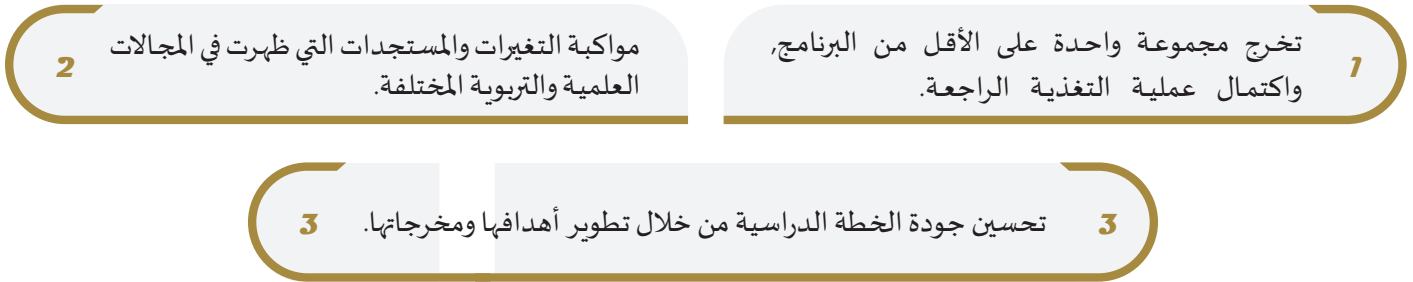 1
تخرج مجموعة واحدة على الأقل من البرنامج,
واكتمال عملية التغذية الراجعة.
2
مواكبة التغيرات والمستجدات التي ظهرت في المجالات
العلمية والتربوية المختلفة.
3 تحسين جودة الخطة الدراسية من خلال تطوير أهدافها ومخرجاتها. 3